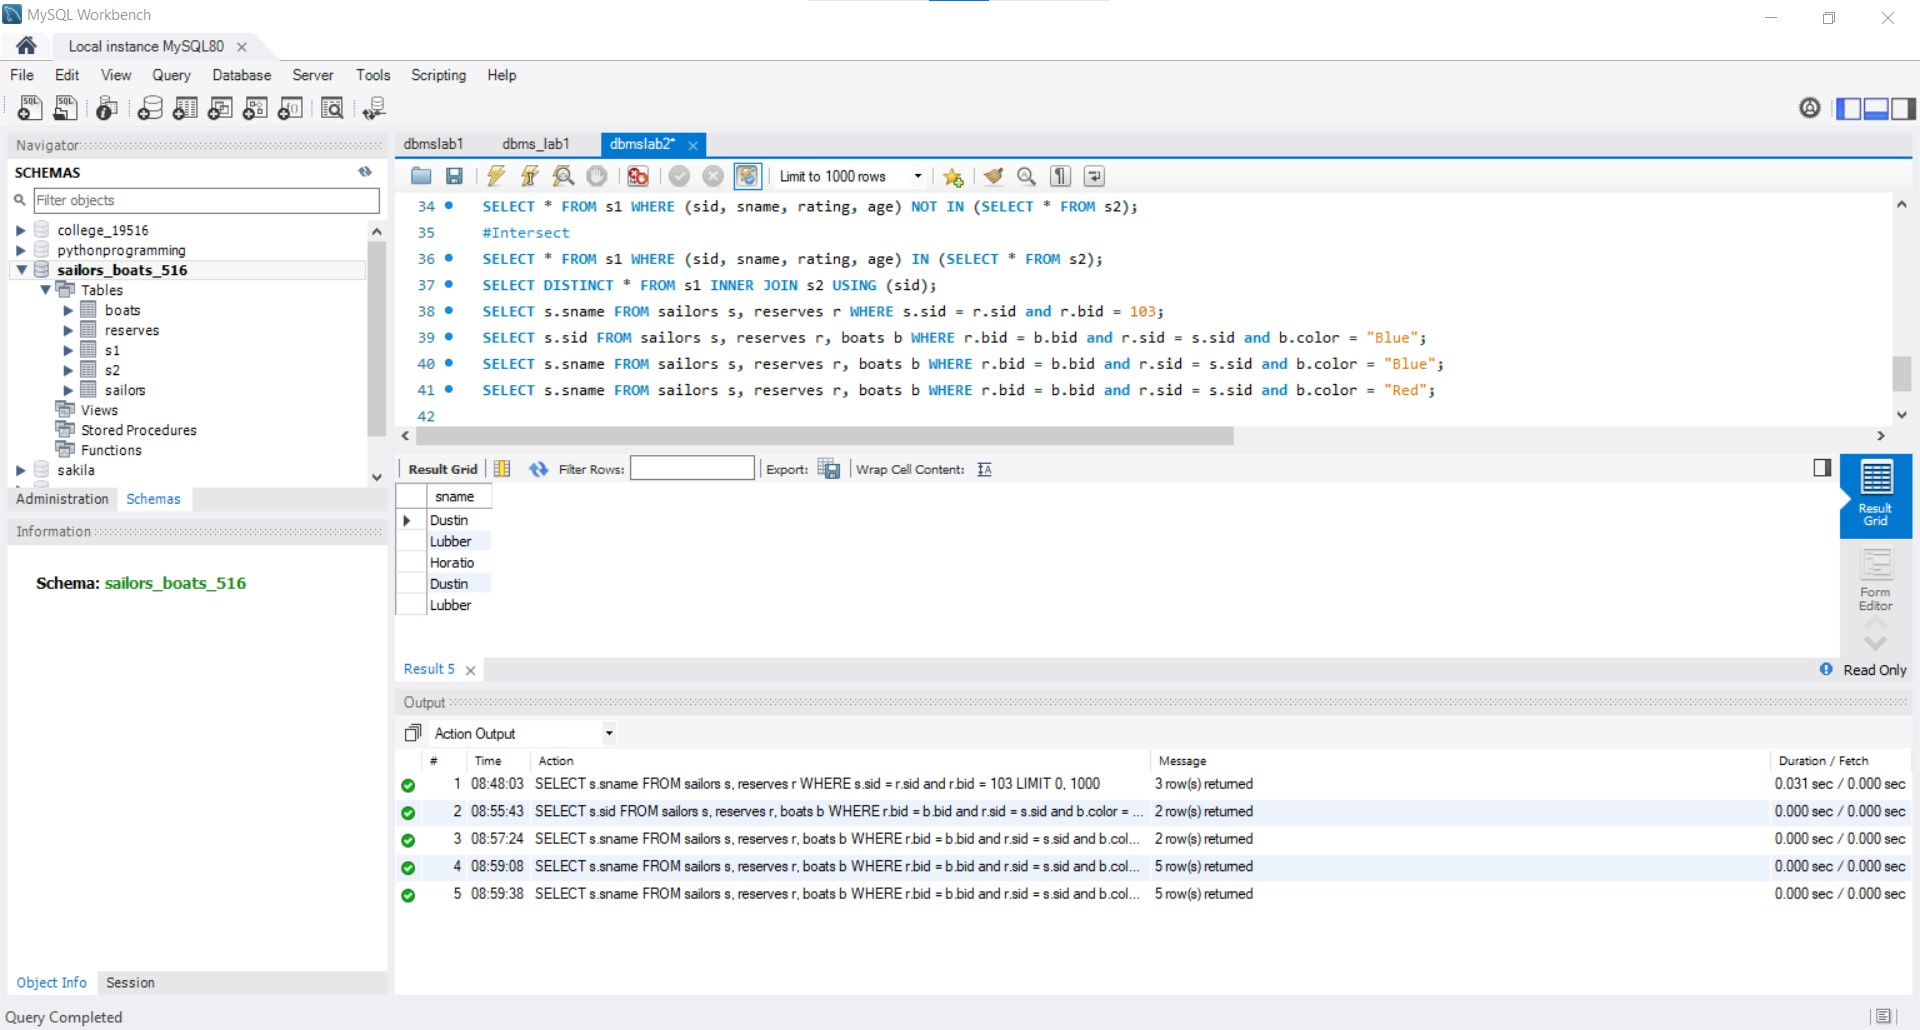 MySQL Workbench
Local instance MySQL80
File Edit View Query Database Server Tools Scripting Help
Navigator
SCHEMAS
Filter objects
college_19516
pythonprogramming
sailors_boats_516
Tables
boats
reserves
s1
s2
sailors
Views
Stored Procedures
Functions
sakila
Administration Schemas
Information
Schema: sailors_boats_516
Object Info Session
Query Completed
dbmslab1 dbms_lab1 dbmslab2*
Limit to 1000 rows
34 SELECT * FROM s1 WHERE (sid, sname, rating, age) NOT IN (SELECT * FROM s2);
35 #Intersect
36 SELECT * FROM s1 WHERE (sid, sname, rating, age) IN (SELECT * FROM s2);
37 SELECT DISTINCT * FROM s1 INNER JOIN s2 USING (sid);
38 SELECT s.sname FROM sailors s, reserves r WHERE s.sid = r.sid and r.bid = 103;
39 SELECT s.sid FROM sailors s, reserves r, boats b WHERE r.bid = b.bid and r.sid = s.sid and b.color = "Blue";
40 SELECT s.sname FROM sailors s, reserves r, boats b WHERE r.bid = b.bid and r.sid = s.sid and b.color = "Blue";
41 SELECT s.sname FROM sailors s, reserves r, boats b WHERE r.bid = b.bid and r.sid = s.sid and b.color = "Red";
42
Result Grid Filter Rows: Export: Wrap Cell Content:
sname
Dustin
Lubber
Horatio
Dustin
Lubber
Result
Grid
Form
Editor
Result 5
Read Only
Output
Action Output
# Time Action Message Duration / Fetch
1 08:48:03 SELECT s.sname FROM sailors s, reserves r WHERE s.sid = r.sid and r.bid = 103 LIMIT 0, 1000 3 row(s) returned 0.031 sec / 0.000 sec
2 08:55:43 SELECT s.sid FROM sailors s, reserves r, boats b WHERE r.bid = b.bid and r.sid = s.sid and b.color = ... 2 row(s) returned 0.000 sec / 0.000 sec
3 08:57:24 SELECT s.sname FROM sailors s, reserves r, boats b WHERE r.bid = b.bid and r.sid = s.sid and b.col... 2 row(s) returned 0.000 sec / 0.000 sec
4 08:59:08 SELECT s.sname FROM sailors s, reserves r, boats b WHERE r.bid = b.bid and r.sid = s.sid and b.col... 5 row(s) returned 0.000 sec / 0.000 sec
5 08:59:38 SELECT s.sname FROM sailors s, reserves r, boats b WHERE r.bid = b.bid and r.sid = s.sid and b.col... 5 row(s) returned 0.000 sec / 0.000 sec